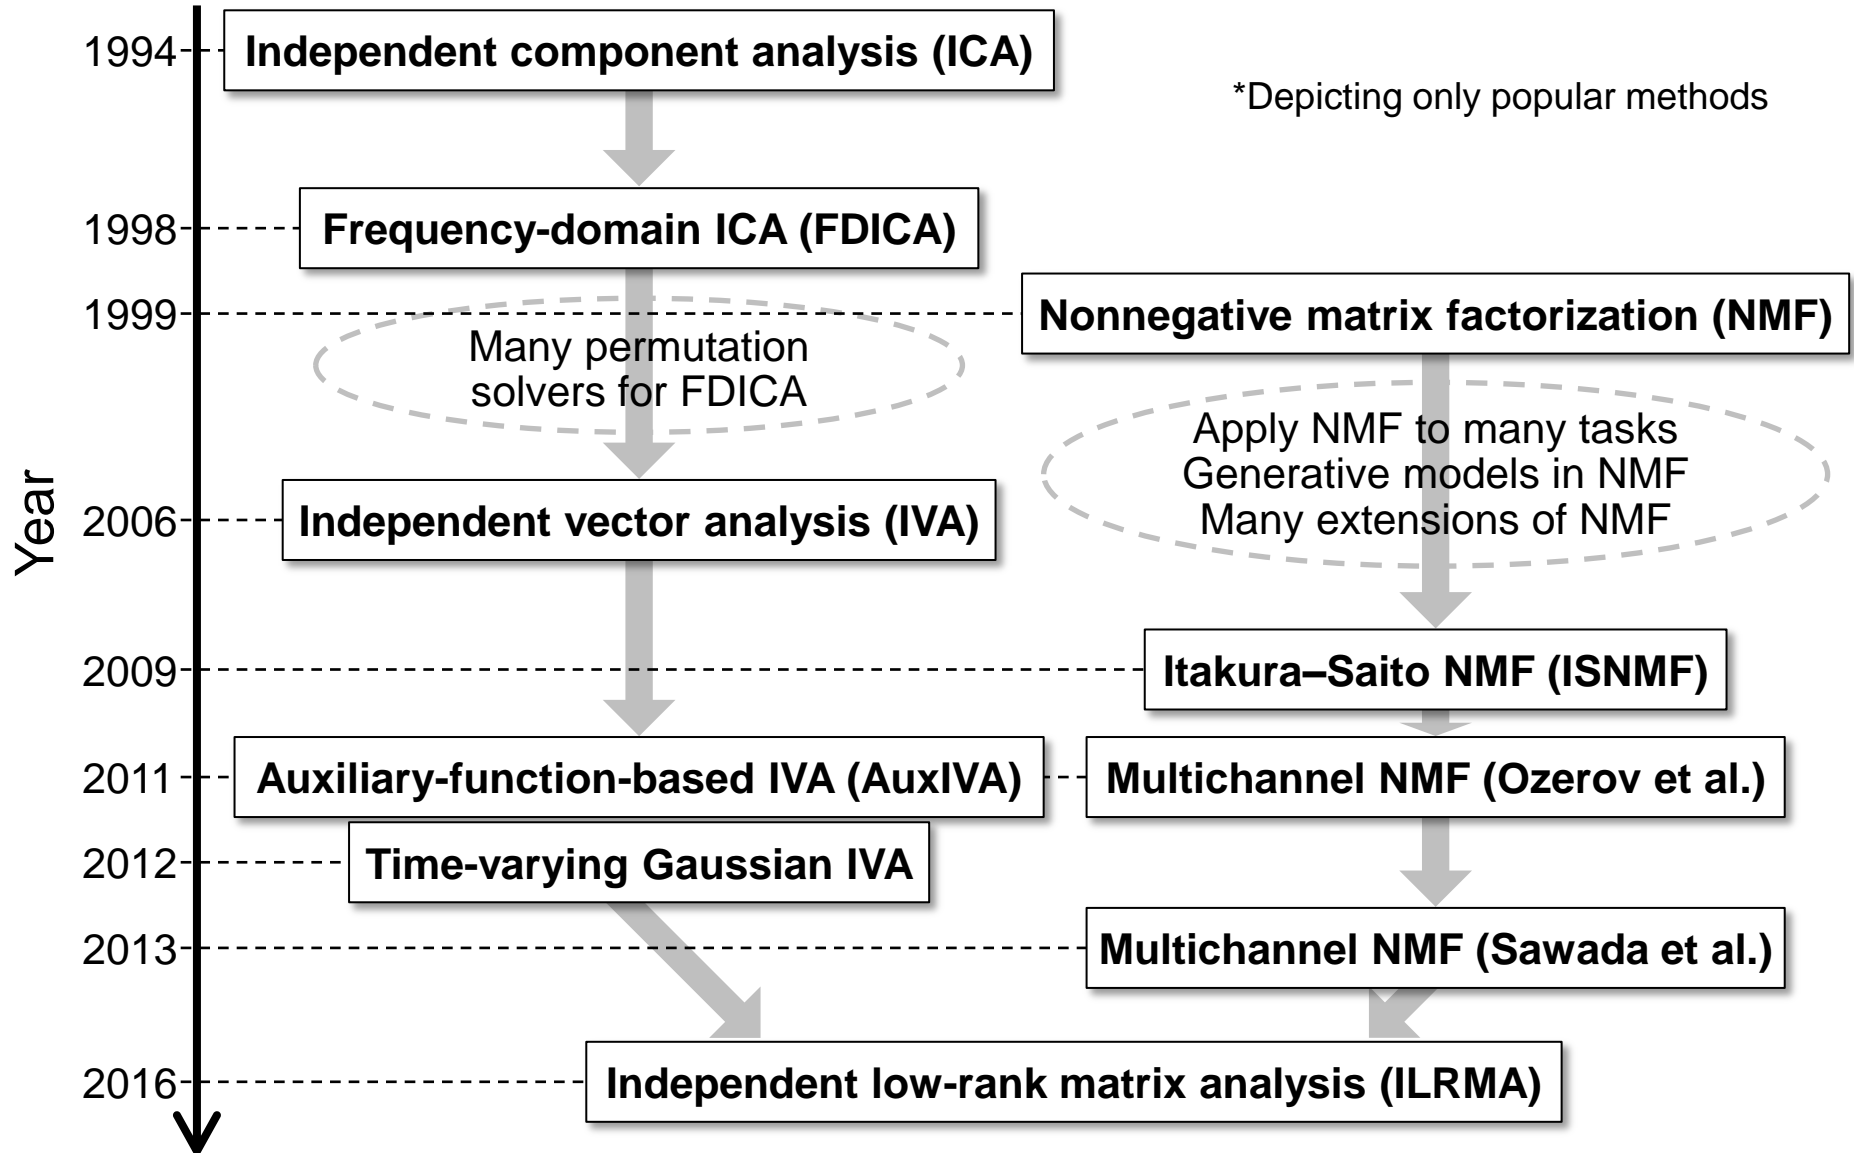 1994
Independent component analysis (ICA)
*Depicting only popular methods
1998
Frequency-domain ICA (FDICA)
1999
Nonnegative matrix factorization (NMF)
Many permutation
solvers for FDICA
Apply NMF to many tasks
Generative models in NMF
Many extensions of NMF
Year
2006
Independent vector analysis (IVA)
2009
Itakura–Saito NMF (ISNMF)
2011
Auxiliary-function-based IVA (AuxIVA)
Multichannel NMF (Ozerov et al.)
2012
Time-varying Gaussian IVA
2013
Multichannel NMF (Sawada et al.)
2016
Independent low-rank matrix analysis (ILRMA)